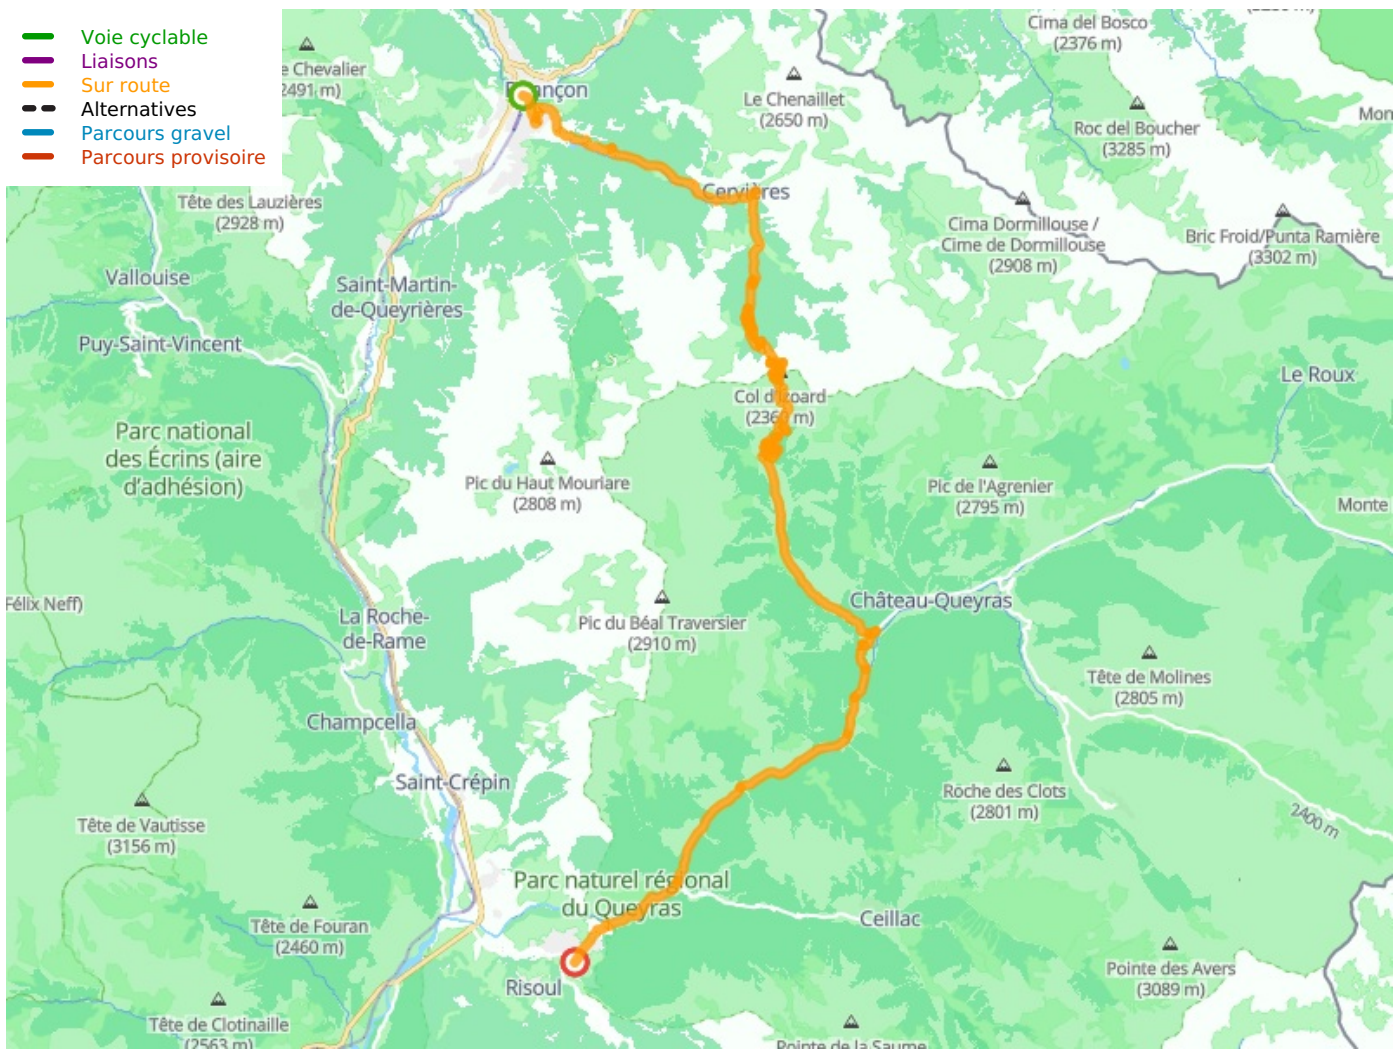 Voie cyclable
Liaisons
Sur route
Alternatives
Parcours gravel
Parcours provisoire
Cima del Bosco
(2376 m)
e Chevalier
2491 m)
Briançon
Le Chenaillet
(2650 m)
Roc del Boucher
(3285 m)
Mon
Cervières
Tête des Lauzières
(2928 m)
Cima Dormillouse /
Cime de Dormillouse
(2908 m)
Bric Froid/Punta Ramière
(3302 m)
Vallouise
Saint-Martin-
de-Queyrières
Puy-Saint-Vincent
Le Roux
Col d'Izoard
(236 m)
Parc national
des Écrins (aire
d'adhésion)
Pic du Haut Mouriare
(2808 m)
Pic de l'Agrenier
(2795 m)
Monte
Félix Neff)
La Roche-
de-Rame
Château-Queyras
Pic du Béal Traversier
(2910 m)
Tête de Molines
(2805 m)
Champcella
Saint-Crépin
Roche des Clots
(2801 m)
2400 m
Tête de Vautisse
(3156 m)
Parc naturel régional
du Queyras
Tête de Fouran
(2460 m)
Ceillac
Risoul
Pointe des Avers
(3089 m)
Tête de Clotinaille
(2563 m)
Pointe de la Saume